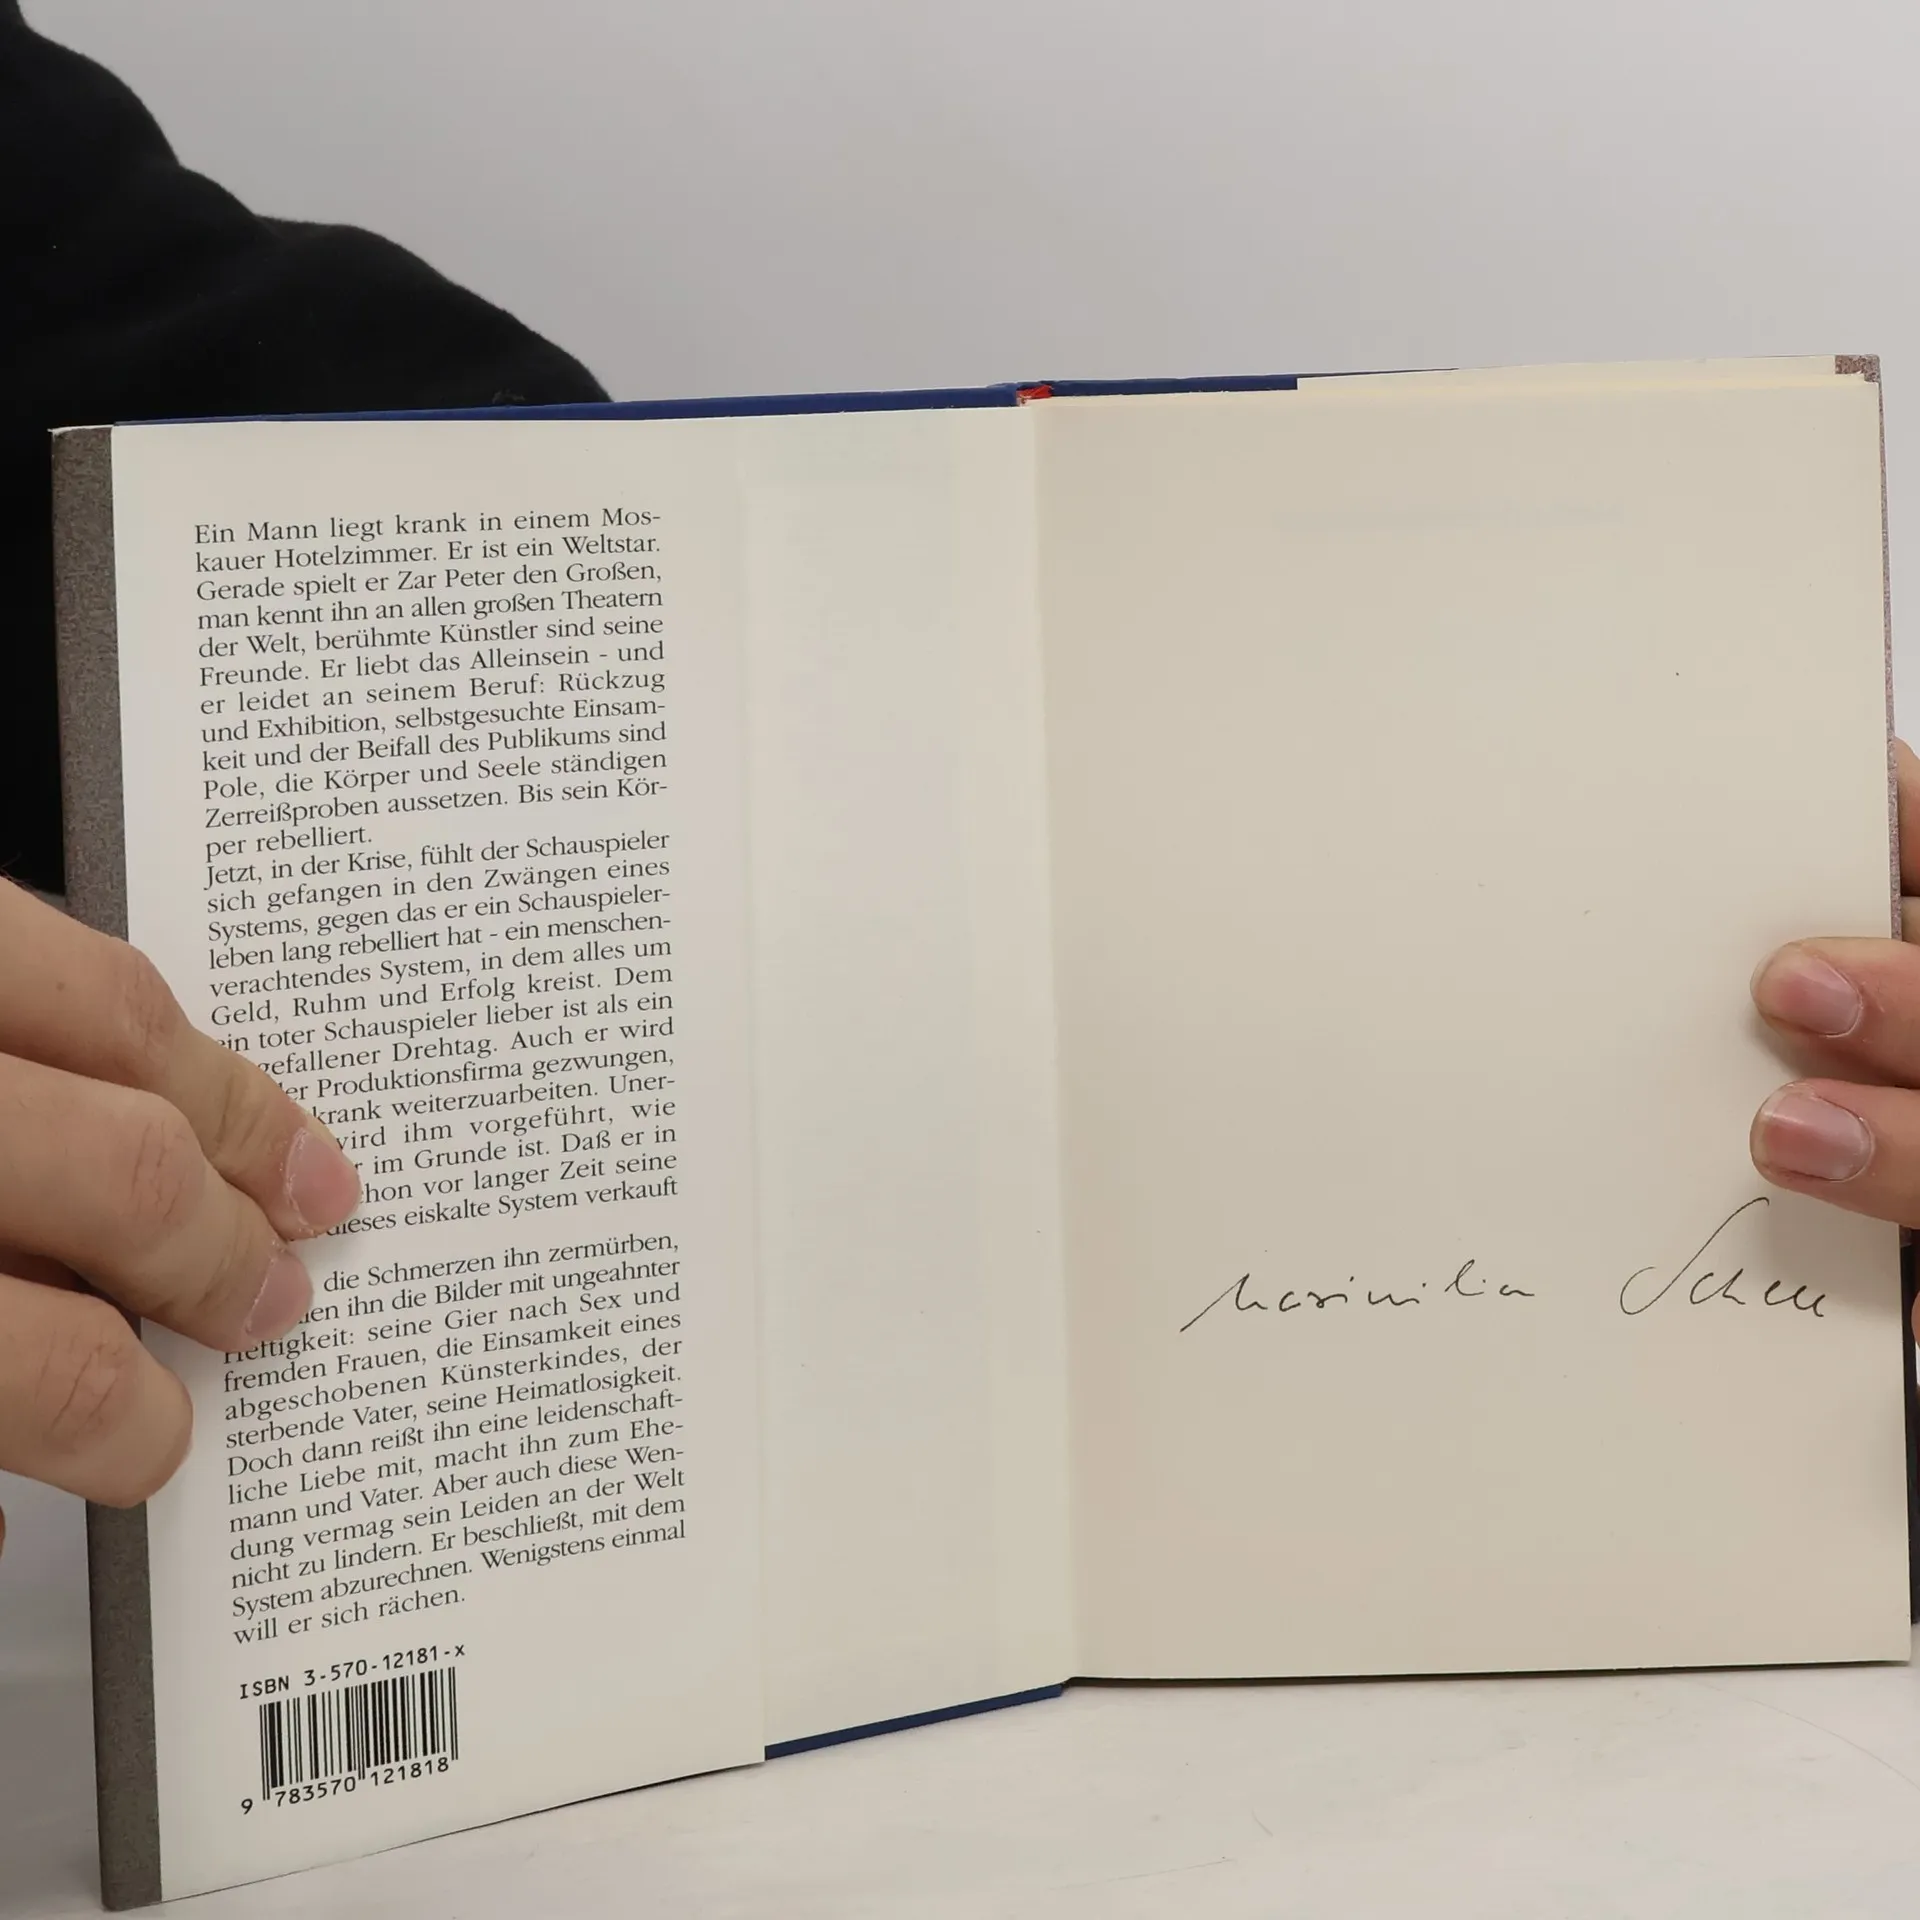 Ein Mann liegt krank in einem Mos-
kauer Hotelzimmer. Er ist ein Weltstar.
Gerade spielt er Zar Peter den Großen,
man kennt ihn an allen großen Theatern
der Welt, berühmte Künstler sind seine
Freunde. Er liebt das Alleinsein - und
er leidet an seinem Beruf: Rückzug
und Exhibition, selbstgesuchte Einsam-
keit und der Beifall des Publikums sind
Pole, die Körper und Seele ständigen
Zerreißproben aussetzen. Bis sein Kör-
per rebelliert.
Jetzt, in der Krise, fühlt der Schauspieler
sich gefangen in den Zwängen eines
Systems, gegen das er ein Schauspieler-
leben lang rebelliert hat - ein menschen-
verachtendes System, in dem alles um
Geld, Ruhm und Erfolg kreist. Dem
ein toter Schauspieler lieber ist als ein
gefallener Drehtag. Auch er wird
der Produktionsfirma gezwungen,
krank weiterzuarbeiten. Uner-
wird ihm vorgeführt, wie
im Grunde ist. Daß er in
schon vor langer Zeit seine
dieses eiskalte System verkauft
die Schmerzen ihn zermürben,
ihn die Bilder mit ungeahnter
Heftigkeit: seine Gier nach Sex und
fremden Frauen, die Einsamkeit eines
abgeschobenen Künsterkindes, der
sterbende Vater, seine Heimatlosigkeit.
Doch dann reißt ihn eine leidenschaft-
liche Liebe mit, macht ihn zum Ehe-
mann und Vater. Aber auch diese Wen-
dung vermag sein Leiden an der Welt
nicht zu lindern. Er beschließt, mit dem
System abzurechnen. Wenigstens einmal
will er sich rächen.
ISBN 3-570-12181-x
9 783570 121818
Maximilian Schell